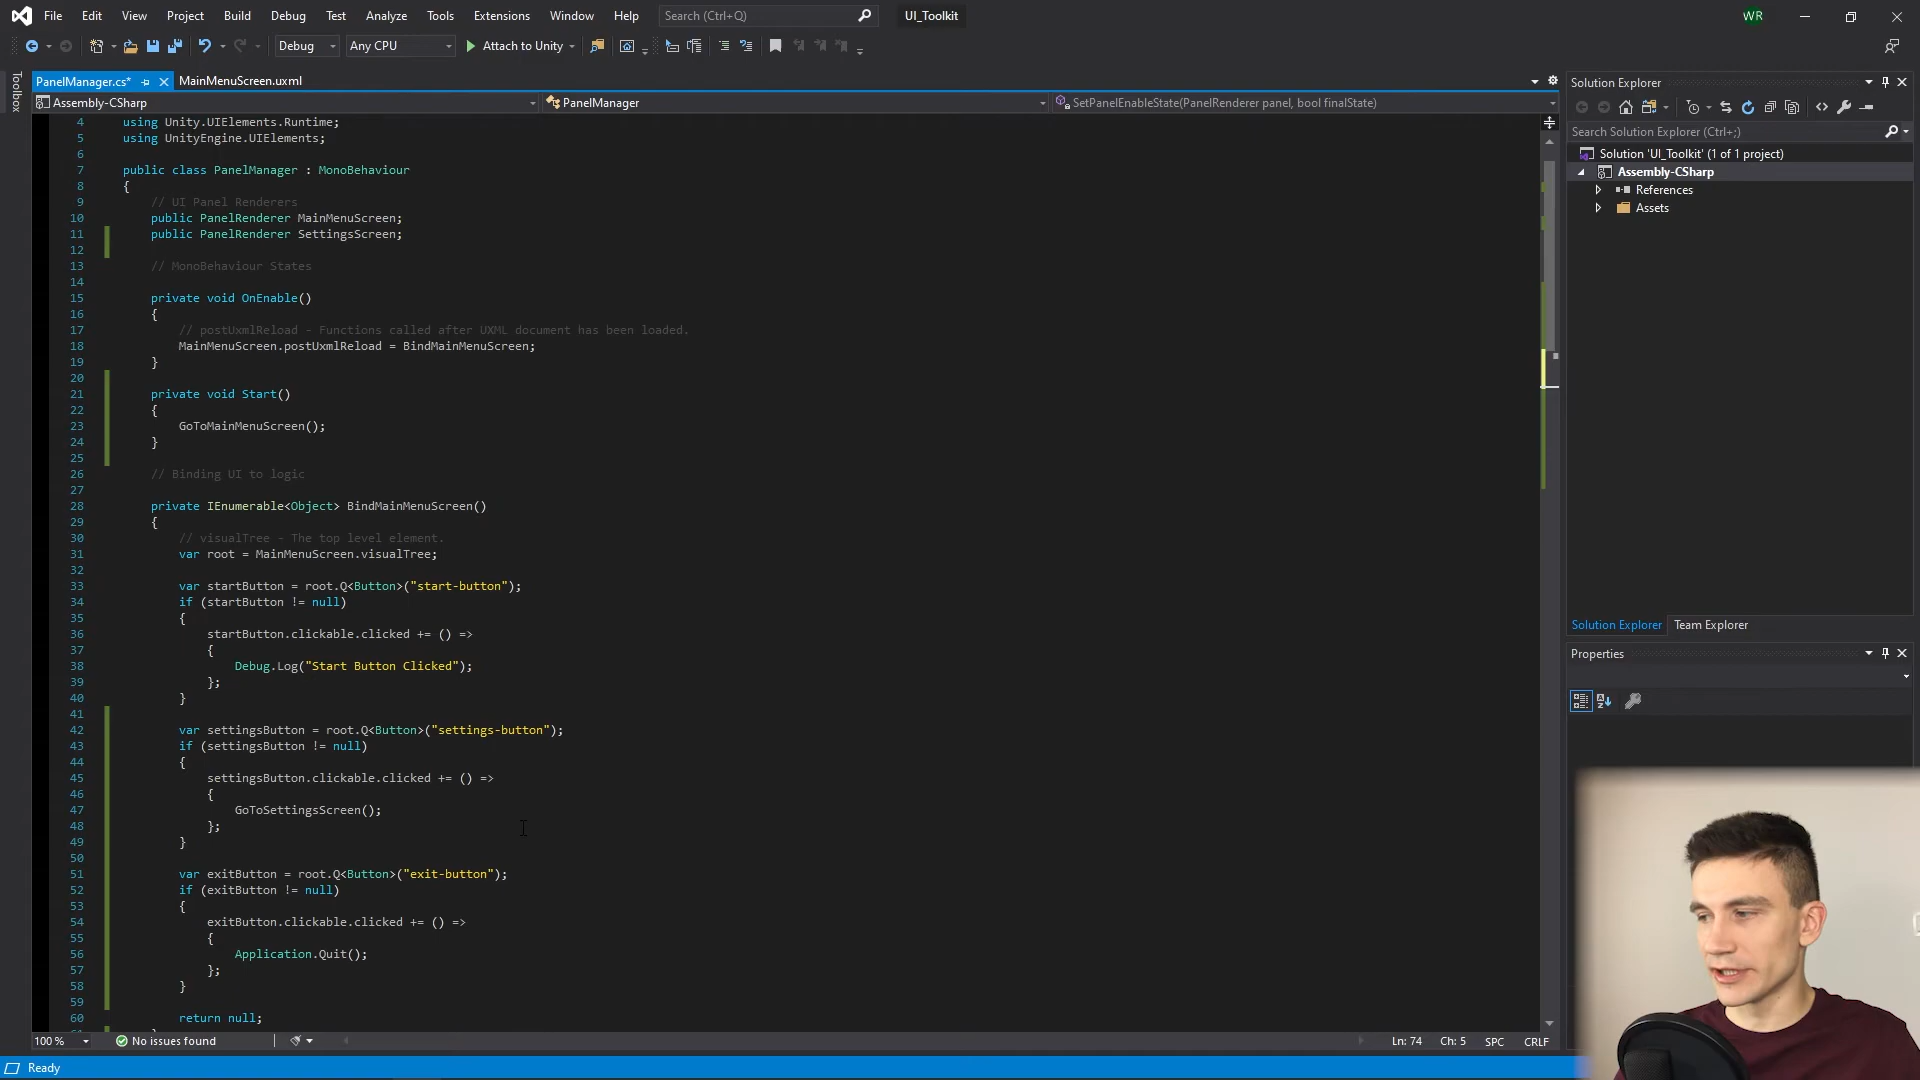 File Edit View Project Build Debug Test Analyze Tools Extensions Window Help Search (Ctrl+Q) UI_Toolkit WR
Debug Any CPU Attach to Unity
Toolbox
PanelManager.cs* MainMenuScreen.uxml
Assembly-CSharp PanelManager SetPanelEnableState(PanelRenderer panel, bool finalState)
4 using Unity.UIElements.Runtime;
5 using UnityEngine.UIElements;
6
7 public class PanelManager : MonoBehaviour
8 {
9 // UI Panel Renderers
10 public PanelRenderer MainMenuScreen;
11 public PanelRenderer SettingsScreen;
12
13 // MonoBehaviour States
14
15 private void OnEnable()
16 {
17 // postUxmlReload - Functions called after UXML document has been loaded.
18 MainMenuScreen.postUxmlReload = BindMainMenuScreen;
19 }
20
21 private void Start()
22 {
23 GoToMainMenuScreen();
24 }
25
26 // Binding UI to logic
27
28 private IEnumerable<Object> BindMainMenuScreen()
29 {
30 // visualTree - The top level element.
31 var root = MainMenuScreen.visualTree;
32
33 var startButton = root.Q<Button>("start-button");
34 if (startButton != null)
35 {
36 startButton.clickable.clicked += () =>
37 {
38 Debug.Log("Start Button Clicked");
39 };
40 }
41
42 var settingsButton = root.Q<Button>("settings-button");
43 if (settingsButton != null)
44 {
45 settingsButton.clickable.clicked += () =>
46 {
47 GoToSettingsScreen();
48 };
49 }
50
51 var exitButton = root.Q<Button>("exit-button");
52 if (exitButton != null)
53 {
54 exitButton.clickable.clicked += () =>
55 {
56 Application.Quit();
57 };
58 }
59
60 return null;
61 }
100 % No issues found Ln: 74 Ch: 5 SPC CRLF
Ready
Solution Explorer
Search Solution Explorer (Ctrl+;)
Solution 'UI_Toolkit' (1 of 1 project)
Assembly-CSharp
References
Assets
Solution Explorer Team Explorer
Properties